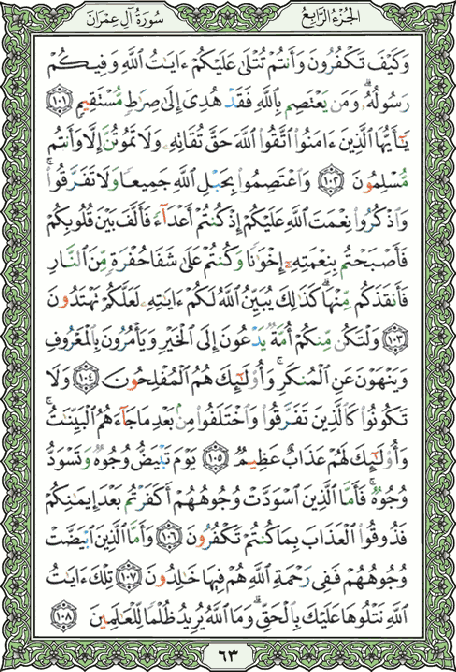 سُورَةُ آلِ عِمْرَانَ
الجُزْءُ الرَّابِعُ
وَكَيْفَ تَكْفُرُونَ وَأَنتُمْ تُتْلَىٰ عَلَيْكُمْ ءَايَٰتُ ٱللَّهِ وَفِيكُمْ
رَسُولُهُۥ ۗ وَمَن يَعْتَصِم بِٱللَّهِ فَقَدْ هُدِىَ إِلَىٰ صِرَٰطٍ مُّسْتَقِيمٍ ١٠١
يَٰٓأَيُّهَا ٱلَّذِينَ ءَامَنُوا۟ ٱتَّقُوا۟ ٱللَّهَ حَقَّ تُقَاتِهِۦ وَلَا تَمُوتُنَّ إِلَّا وَأَنتُم
مُّسْلِمُونَ ١٠٢ وَٱعْتَصِمُوا۟ بِحَبْلِ ٱللَّهِ جَمِيعًا وَلَا تَفَرَّقُوا۟ ۚ
وَٱذْكُرُوا۟ نِعْمَتَ ٱللَّهِ عَلَيْكُمْ إِذْ كُنتُمْ أَعْدَآءً فَأَلَّفَ بَيْنَ قُلُوبِكُمْ
فَأَصْبَحْتُم بِنِعْمَتِهِۦٓ إِخْوَٰنًا وَكُنتُمْ عَلَىٰ شَفَا حُفْرَةٍ مِّنَ ٱلنَّارِ
فَأَنقَذَكُم مِّنْهَا ۗ كَذَٰلِكَ يُبَيِّنُ ٱللَّهُ لَكُمْ ءَايَٰتِهِۦ لَعَلَّكُمْ تَهْتَدُونَ
١٠٣ وَلْتَكُن مِّنكُمْ أُمَّةٌ يَدْعُونَ إِلَى ٱلْخَيْرِ وَيَأْمُرُونَ بِٱلْمَعْرُوفِ
وَيَنْهَوْنَ عَنِ ٱلْمُنكَرِ ۚ وَأُو۟لَٰٓئِكَ هُمُ ٱلْمُفْلِحُونَ ١٠٤ وَلَا
تَكُونُوا۟ كَٱلَّذِينَ تَفَرَّقُوا۟ وَٱخْتَلَفُوا۟ مِنۢ بَعْدِ مَا جَآءَهُمُ ٱلْبَيِّنَٰتُ ۚ
وَأُو۟لَٰٓئِكَ لَهُمْ عَذَابٌ عَظِيمٌ ١٠٥ يَوْمَ تَبْيَضُّ وُجُوهٌ وَتَسْوَدُّ
وُجُوهٌ ۚ فَأَمَّا ٱلَّذِينَ ٱسْوَدَّتْ وُجُوهُهُمْ أَكَفَرْتُم بَعْدَ إِيمَٰنِكُمْ
فَذُوقُوا۟ ٱلْعَذَابَ بِمَا كُنتُمْ تَكْفُرُونَ ١٠٦ وَأَمَّا ٱلَّذِينَ ٱبْيَضَّتْ
وُجُوهُهُمْ فَفِى رَحْمَةِ ٱللَّهِ هُمْ فِيهَا خَٰلِدُونَ ١٠٧ تِلْكَ ءَايَٰتُ
ٱللَّهِ نَتْلُوهَا عَلَيْكَ بِٱلْحَقِّ ۗ وَمَا ٱللَّهُ يُرِيدُ ظُلْمًا لِّلْعَٰلَمِينَ ١٠٨
٦٣